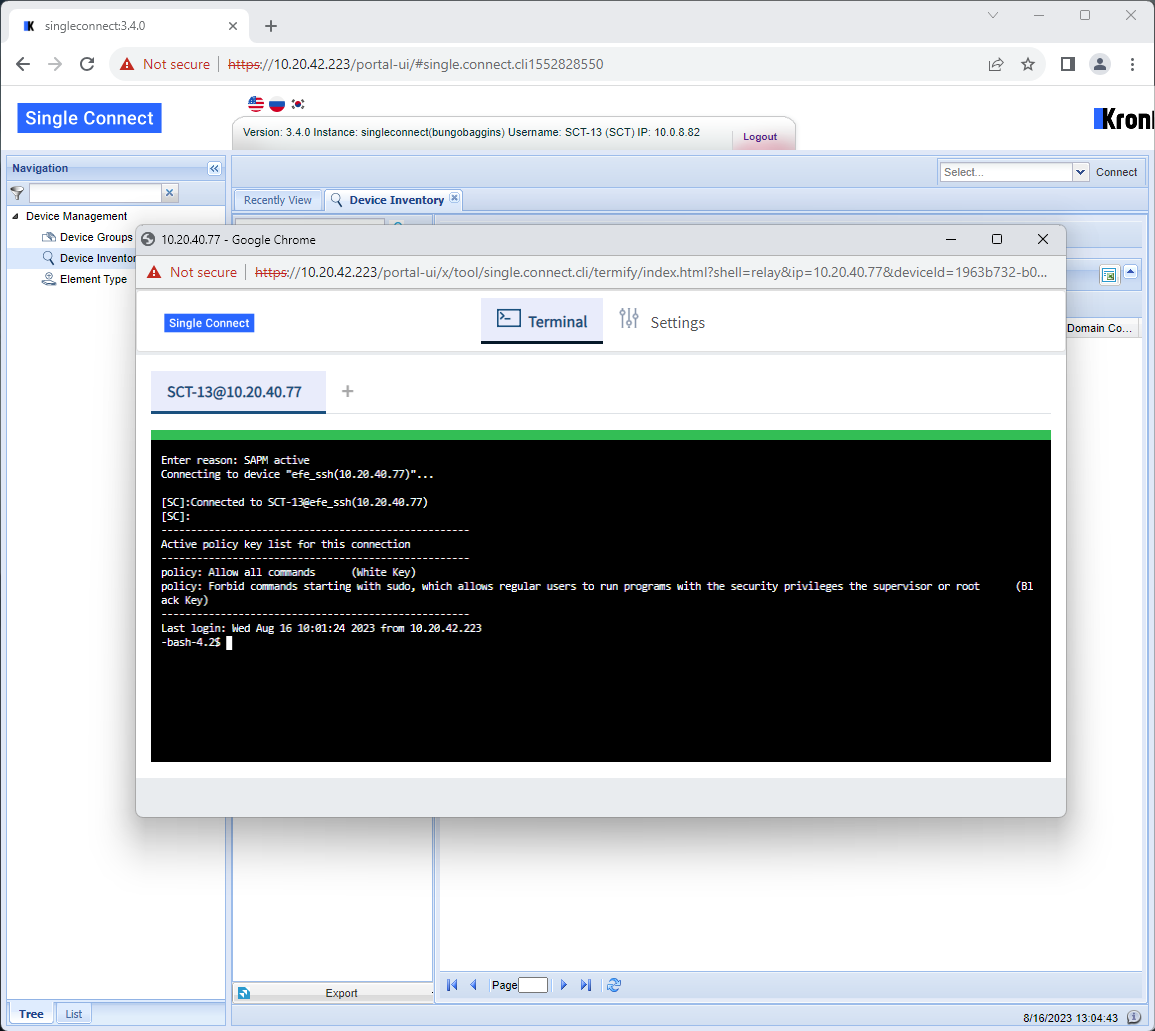 singleconnect:3.4.0
Not secure https://10.20.42.223/portal-ui/#single.connect.cli1552828550
Single Connect
Version: 3.4.0 Instance: singleconnect(bungobaggins) Username: SCT-13 (SCT) IP: 10.0.8.82
Logout
Kron
Navigation
Select...
Connect
Recently View
Device Inventory
Device Management
Device Groups
Device Inventor
Element Type
Domain Co...
10.20.40.77 - Google Chrome
Not secure https://10.20.42.223/portal-ui/x/tool/single.connect.cli/termify/index.html?shell=relay&ip=10.20.40.77&deviceId=1963b732-b0...
Single Connect
Terminal
Settings
SCT-13@10.20.40.77
Enter reason: SAPM active
Connecting to device "efe_ssh(10.20.40.77)"...
[SC]:Connected to SCT-13@efe_ssh(10.20.40.77)
[SC]:
----------------------------------------------------
Active policy key list for this connection
----------------------------------------------------
policy: Allow all commands (White Key)
policy: Forbid commands starting with sudo, which allows regular users to run programs with the security privileges the supervisor or root (Bl
ack Key)
----------------------------------------------------
Last login: Wed Aug 16 10:01:24 2023 from 10.20.42.223
-bash-4.2$
Export
Page
Tree
List
8/16/2023 13:04:43